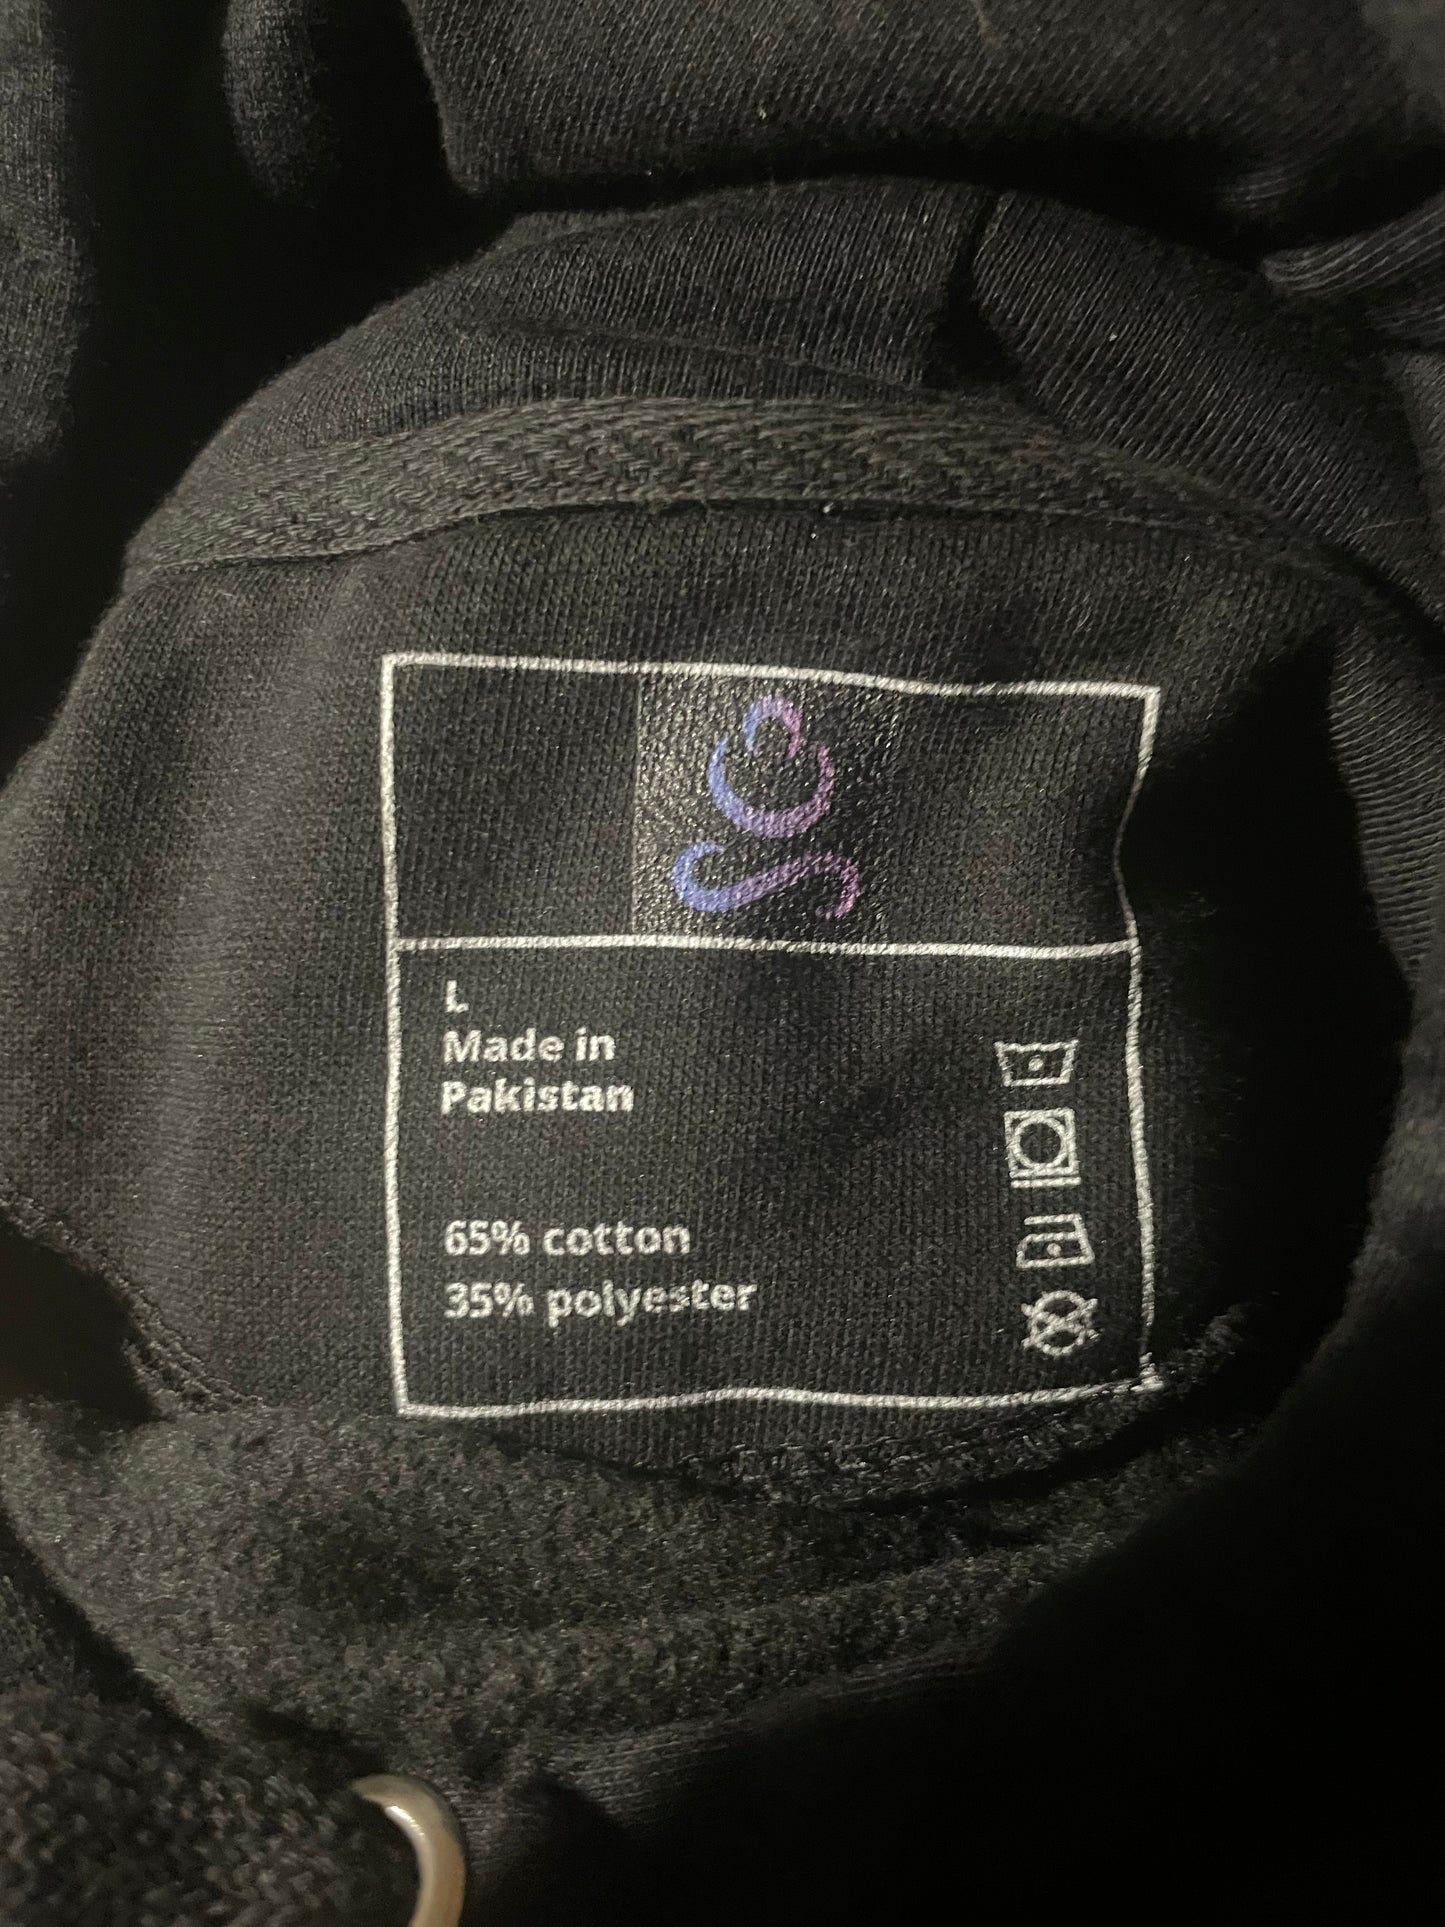 L
Made in
Pakistan
65% cotton
35% polyester